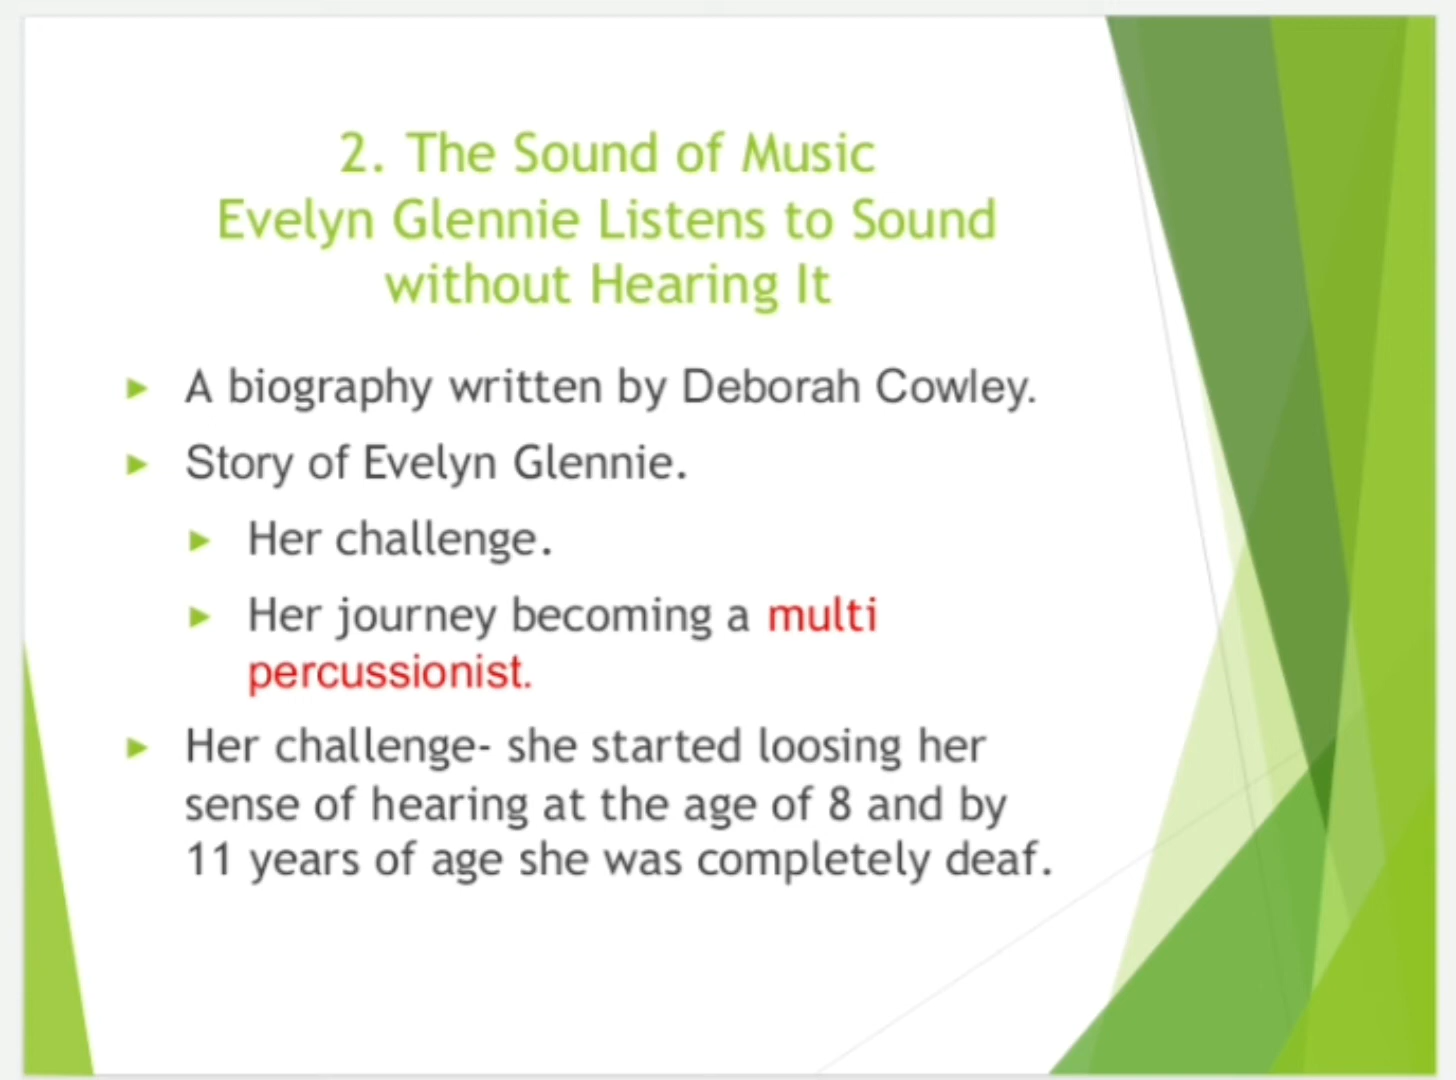 2. The Sound of Music
Evelyn Glennie Listens to Sound
without Hearing It
A biography written by Deborah Cowley.
Story of Evelyn Glennie.
Her challenge.
Her journey becoming a multi
percussionist.
Her challenge- she started loosing her
sense of hearing at the age of 8 and by
11 years of age she was completely deaf.